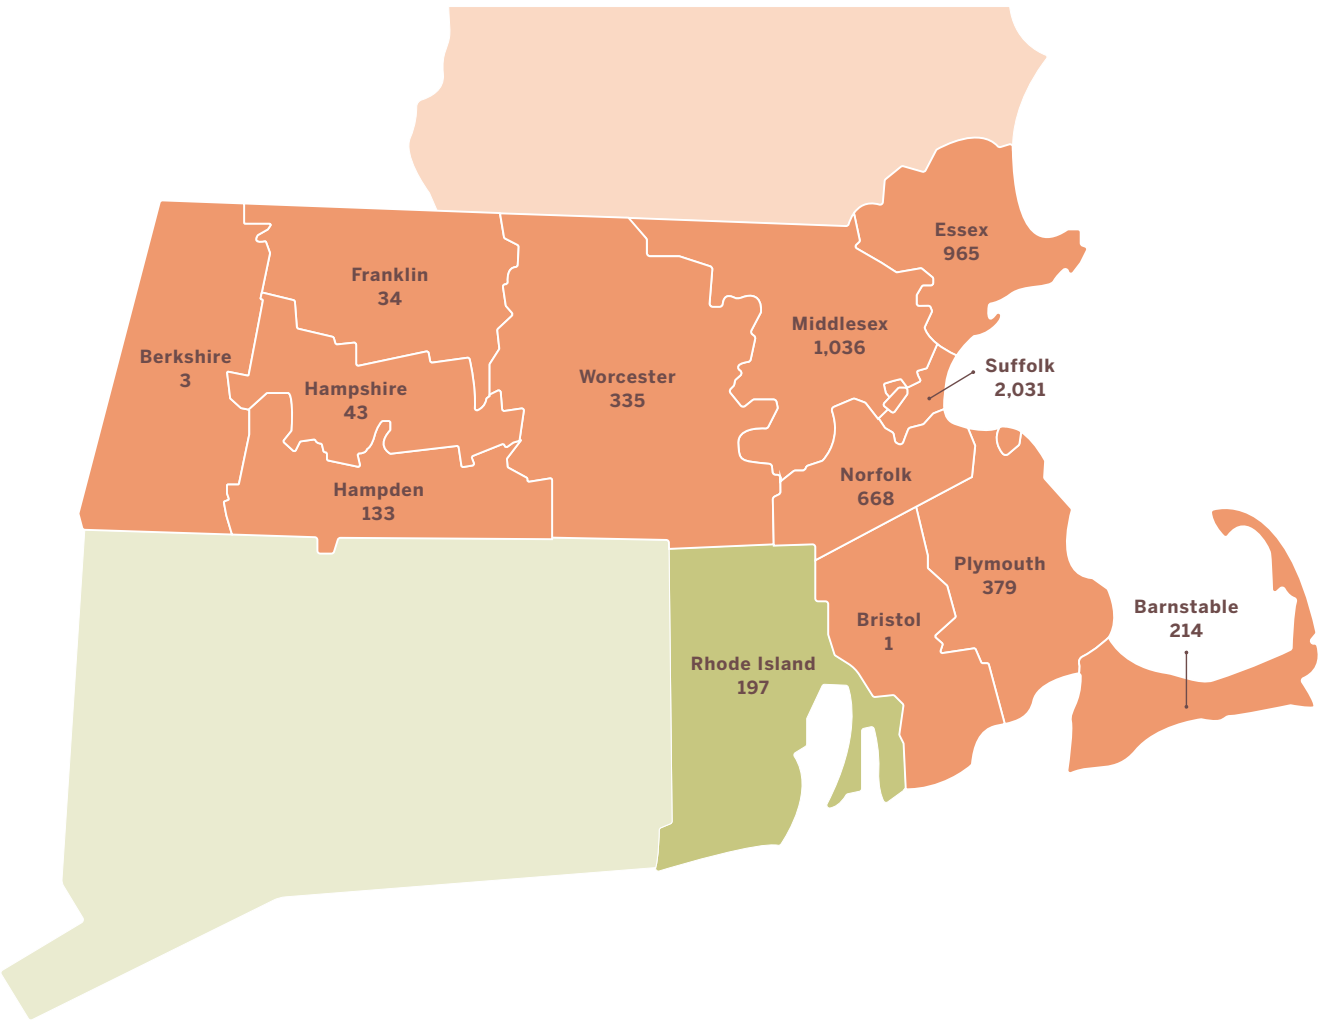 Essex
965
Franklin
34
Middlesex
1,036
Berkshire
3
Suffolk
2,031
Worcester
335
Hampshire
43
Norfolk
668
Hampden
133
Plymouth
379
Barnstable
214
Bristol
1
Rhode Island
197